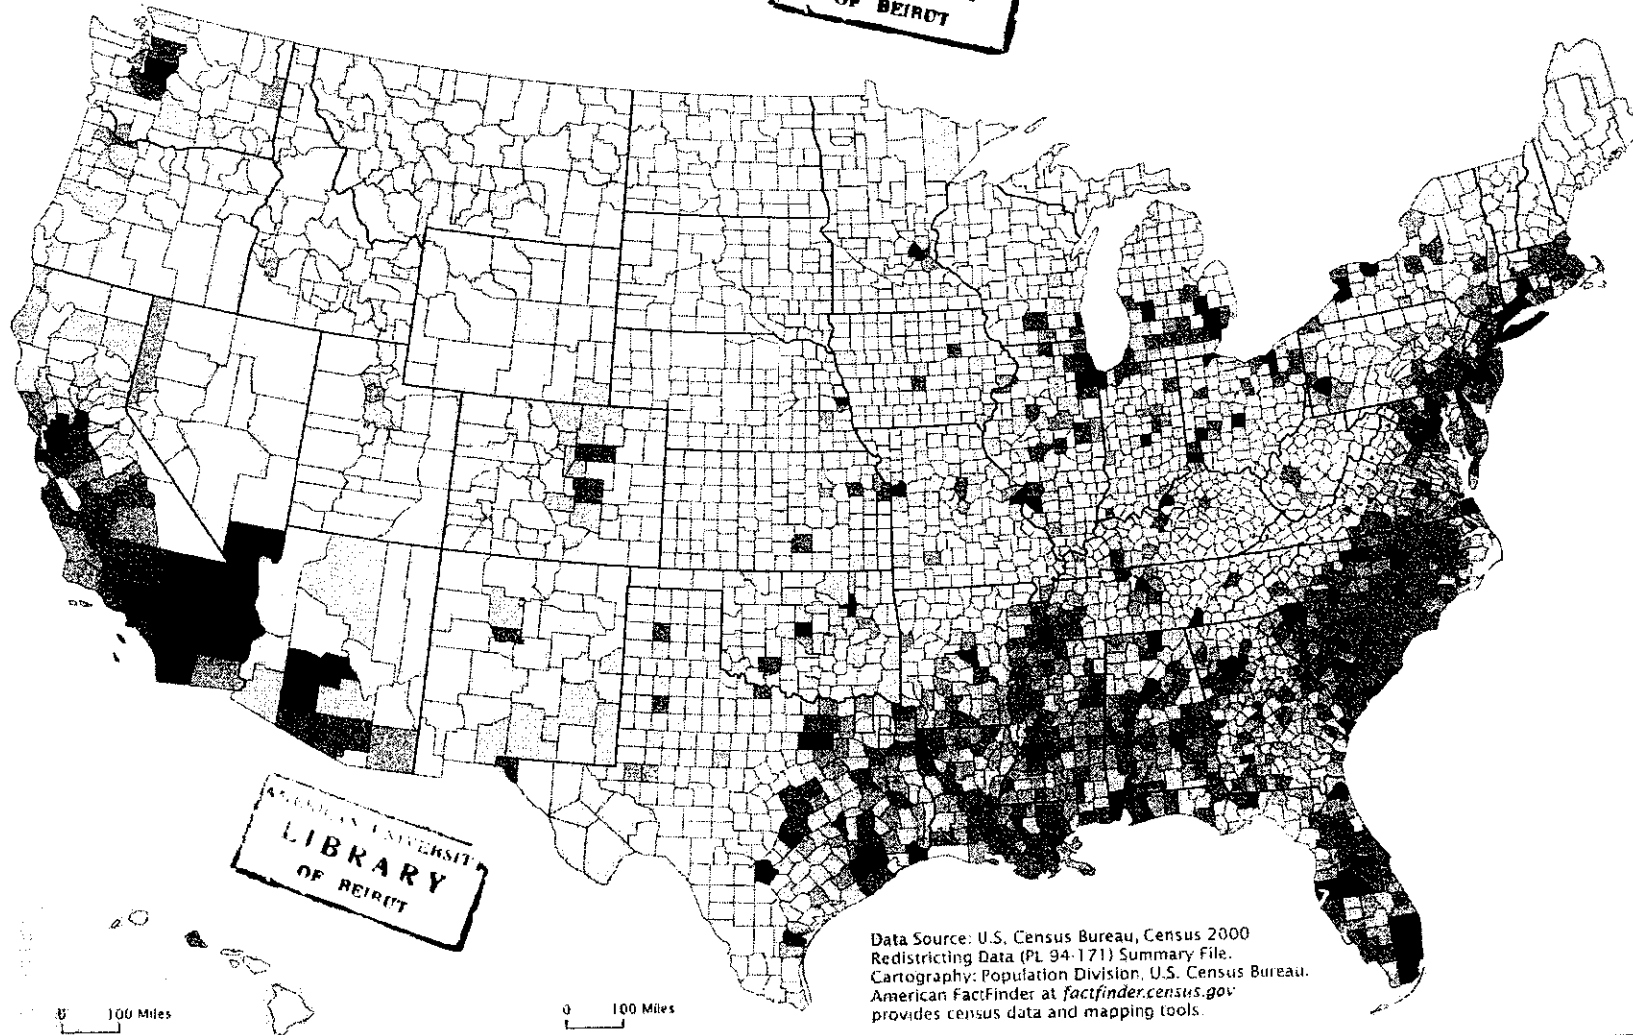 OF BEIRUT
AMERICAN UNIVERSITY
LIBRARY
OF BEIRUT
Data Source: U.S. Census Bureau, Census 2000
Redistricting Data (PL 94-171) Summary File.
Cartography: Population Division, U.S. Census Bureau.
American FactFinder at factfinder.census.gov
provides census data and mapping tools.
0 100 Miles
0 100 Miles